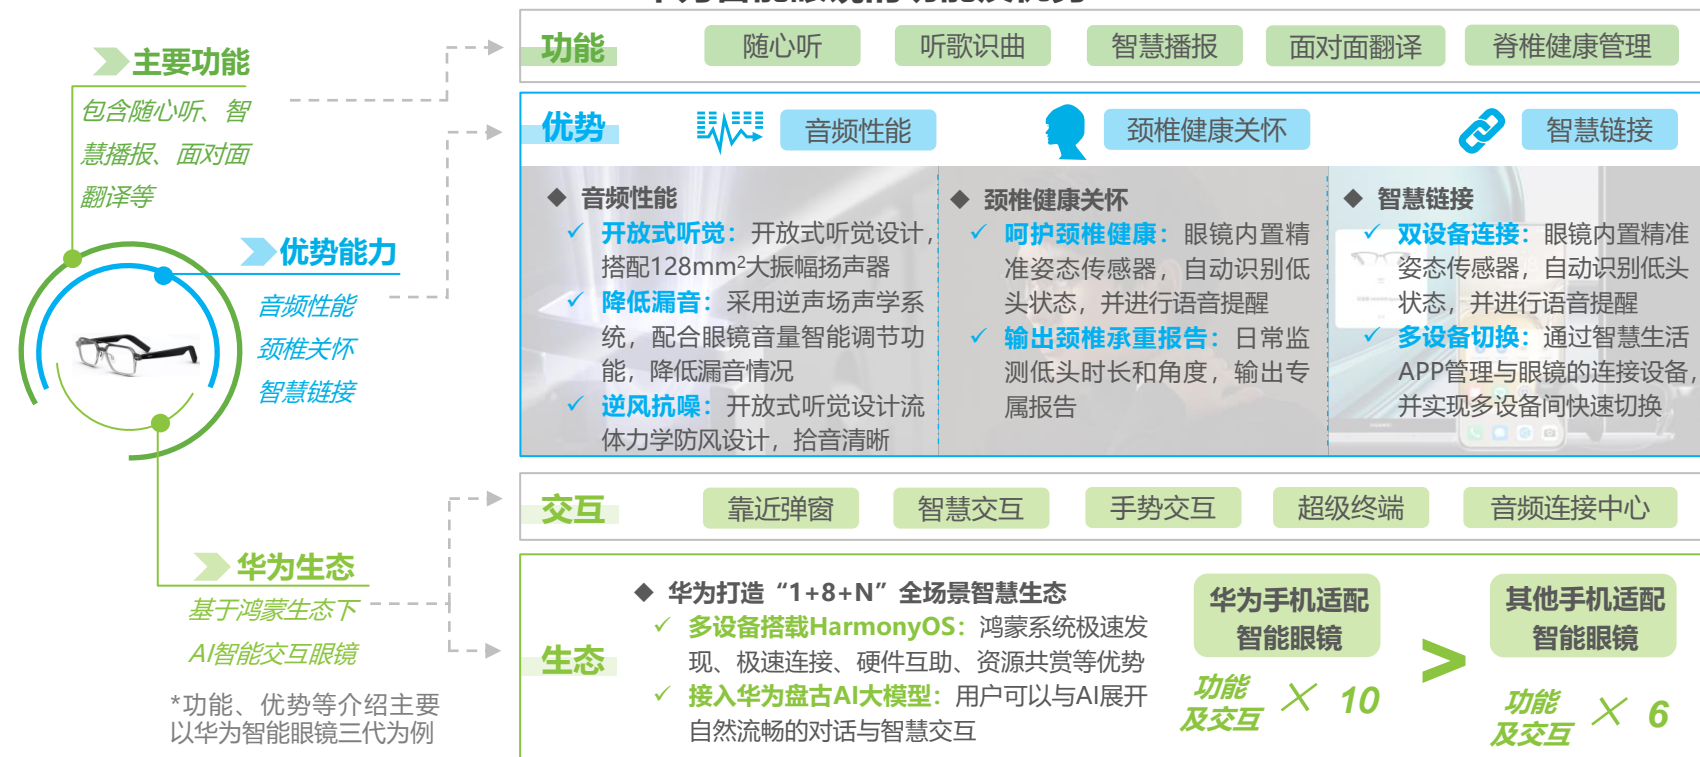 主要功能
包含随心听、智
慧播报、面对面
翻译等
优势能力
音频性能
颈椎关怀
智慧链接
华为生态
基于鸿蒙生态下
AI智能交互眼镜
*功能、优势等介绍主要
以华为智能眼镜三代为例
功能
随心听
听歌识曲
智慧播报
面对面翻译
脊椎健康管理
优势
音频性能
颈椎健康关怀
智慧链接
◆ 音频性能
✓ 开放式听觉：开放式听觉设计，
搭配128mm²大振幅扬声器
✓ 降低漏音：采用逆声场声学系
统，配合眼镜音量智能调节功
能，降低漏音情况
✓ 逆风抗噪：开放式听觉设计流
体力学防风设计，拾音清晰
◆ 颈椎健康关怀
✓ 呵护颈椎健康：眼镜内置精
准姿态传感器，自动识别低
头状态，并进行语音提醒
✓ 输出颈椎承重报告：日常监
测低头时长和角度，输出专
属报告
◆ 智慧链接
✓ 双设备连接：眼镜内置精准
姿态传感器，自动识别低头
状态，并进行语音提醒
✓ 多设备切换：通过智慧生活
APP管理与眼镜的连接设备，
并实现多设备间快速切换
交互
靠近弹窗
智慧交互
手势交互
超级终端
音频连接中心
生态
◆ 华为打造“1+8+N”全场景智慧生态
✓ 多设备搭载HarmonyOS：鸿蒙系统极速发
现、极速连接、硬件互助、资源共赏等优势
✓ 接入华为盘古AI大模型：用户可以与AI展开
自然流畅的对话与智慧交互
华为手机适配
智能眼镜
功能
及交互 × 10
>
其他手机适配
智能眼镜
功能
及交互 × 6